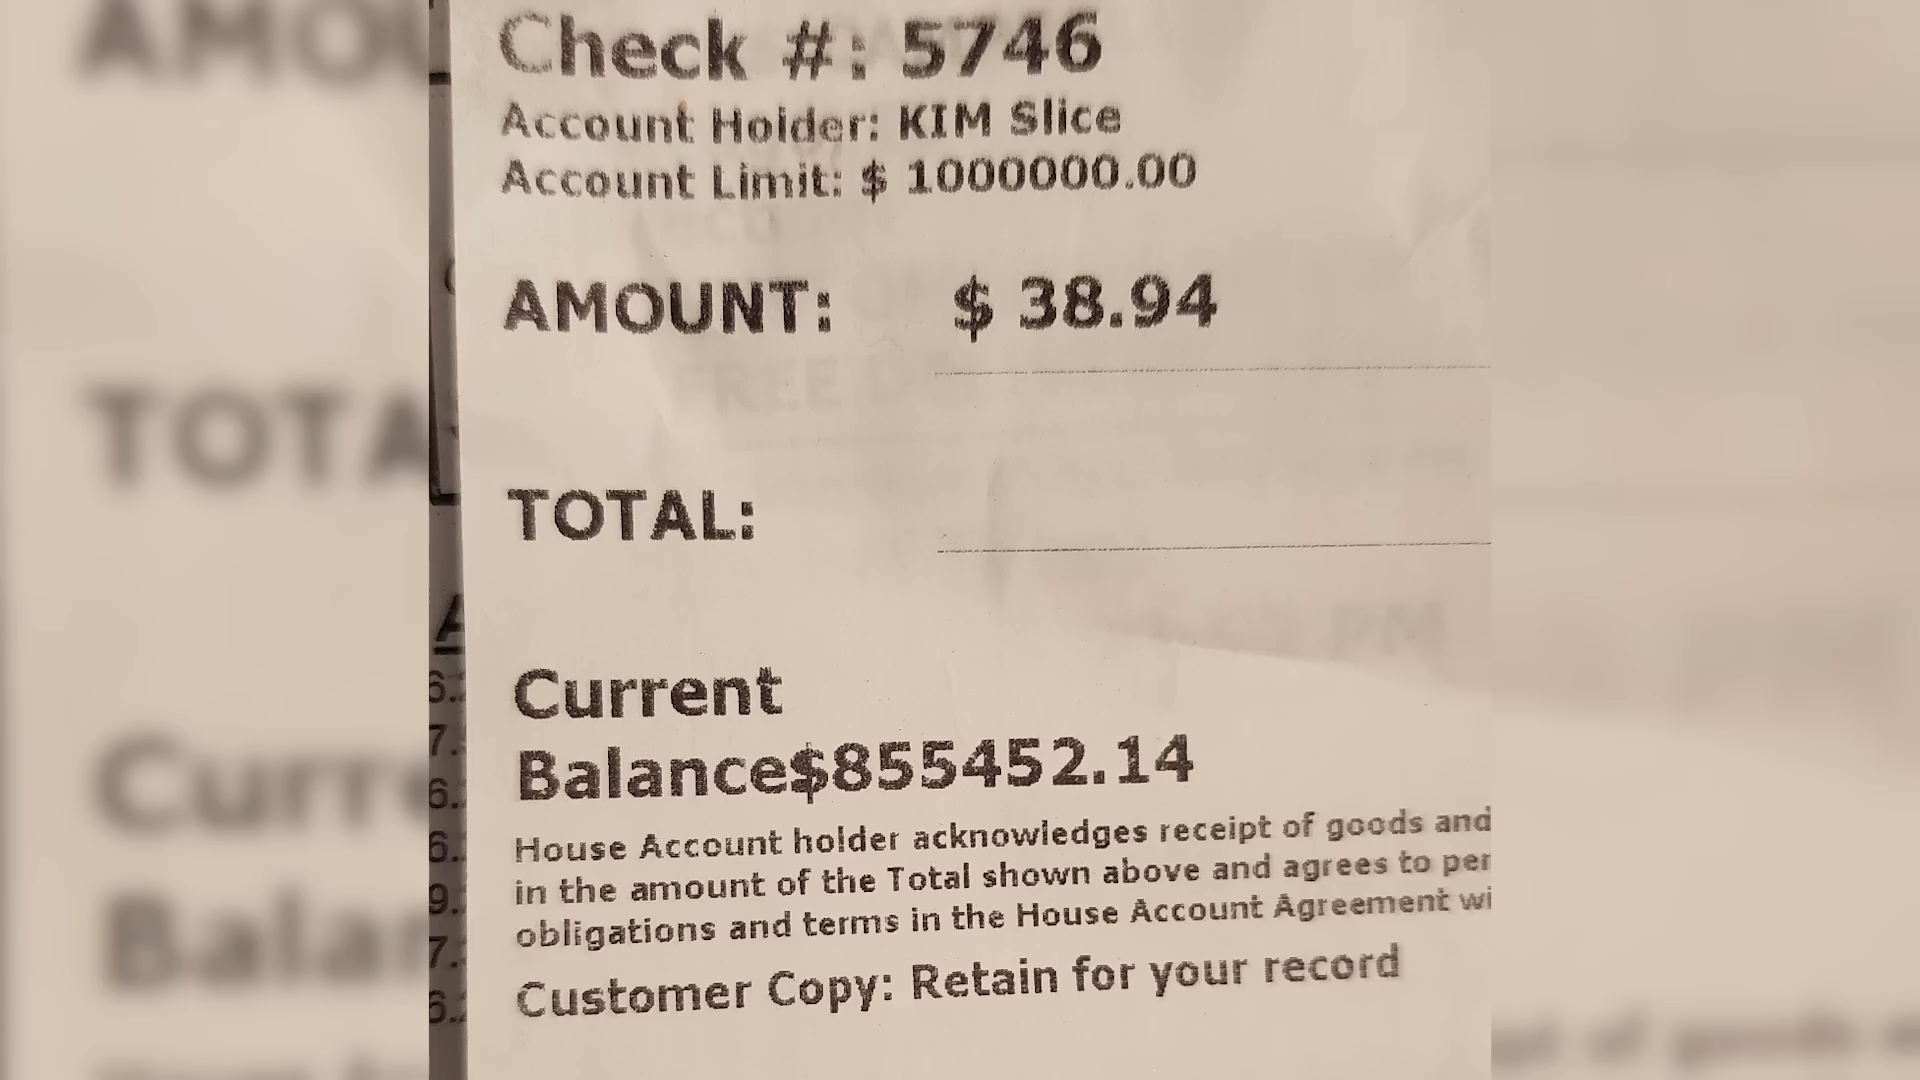 Check #: 5746
Account Holder: KIM Slice
Account Limit: $ 1000000.00
AMOUNT: $ 38.94
TOTAL:
Current
Balance$855452.14
House Account holder acknowledges receipt of goods and
in the amount of the Total shown above and agrees to per
obligations and terms in the House Account Agreement wi
Customer Copy: Retain for your record